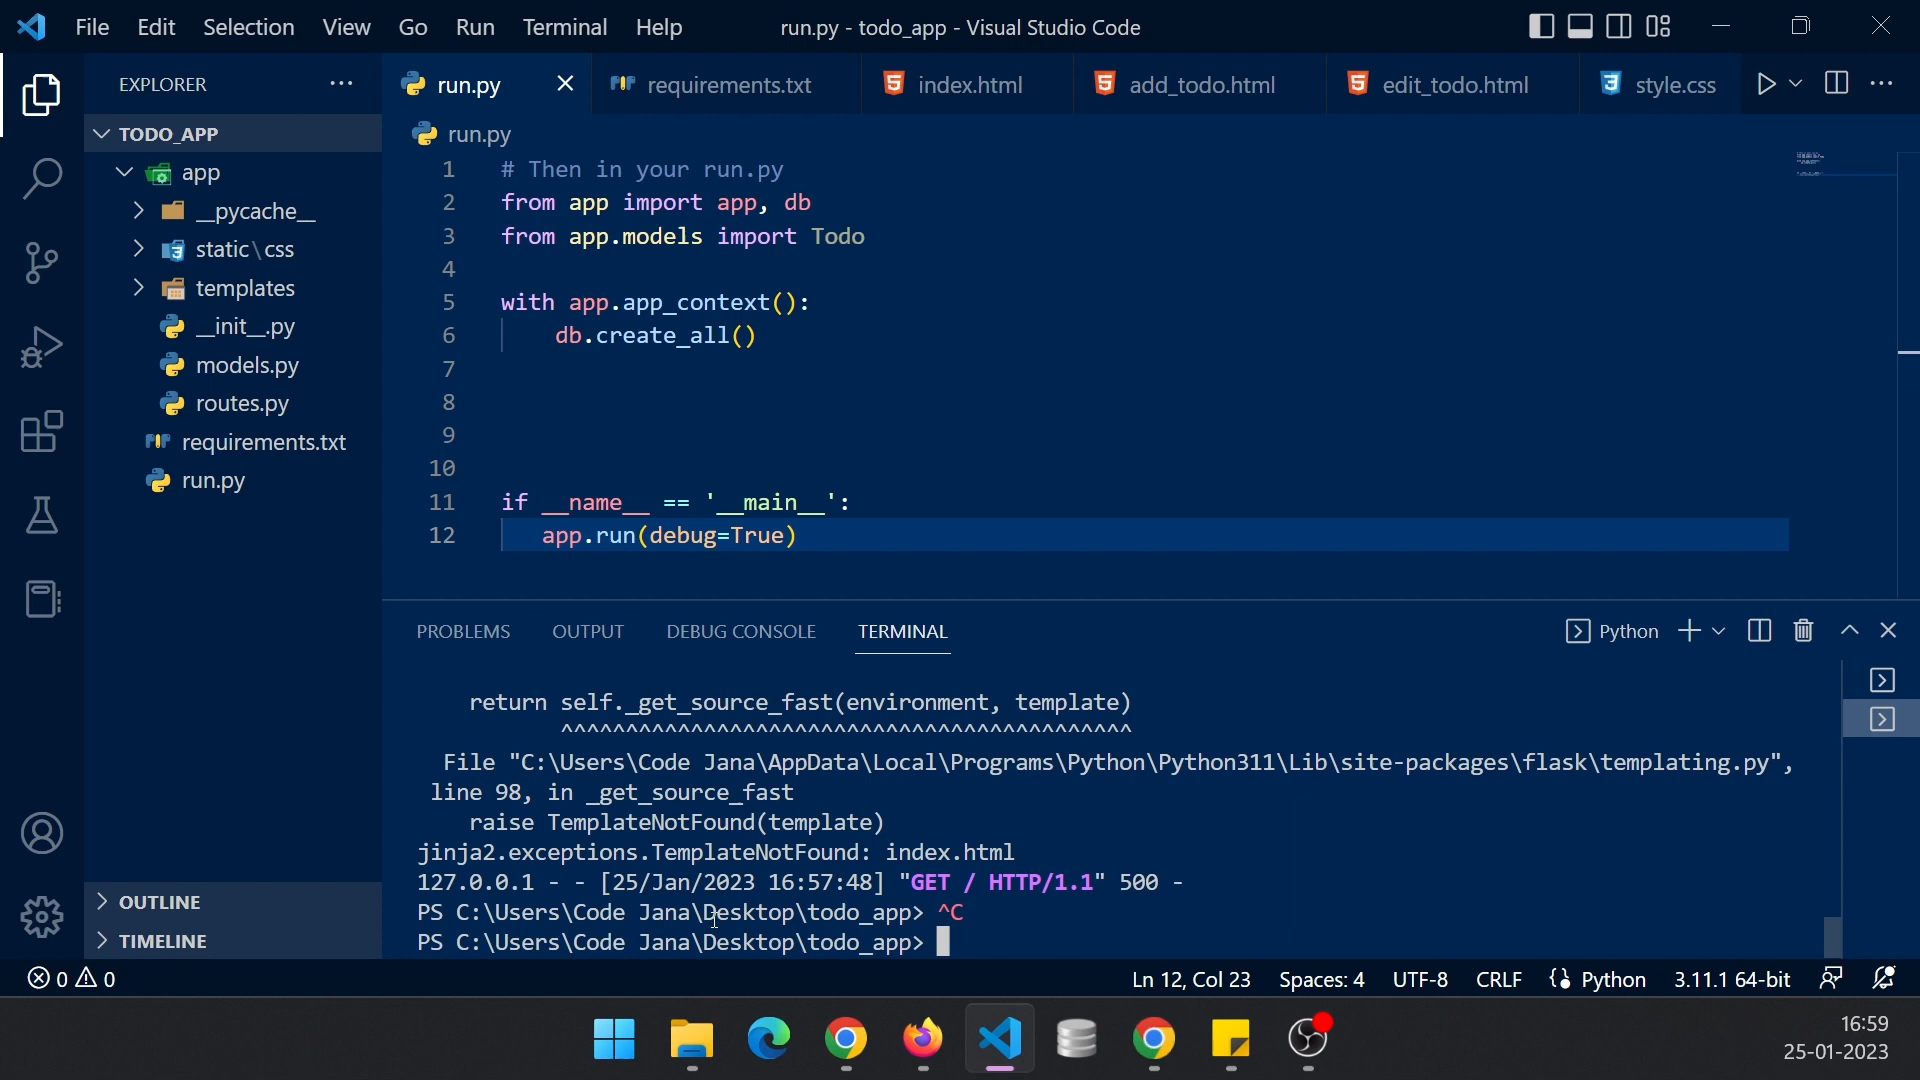 File Edit Selection View Go Run Terminal Help run.py - todo_app - Visual Studio Code
EXPLORER
run.py requirements.txt index.html add_todo.html edit_todo.html style.css
TODO_APP
app
__pycache__
static\css
templates
__init__.py
models.py
routes.py
requirements.txt
run.py
OUTLINE
TIMELINE
run.py
1 # Then in your run.py
2 from app import app, db
3 from app.models import Todo
4
5 with app.app_context():
6 db.create_all()
7
8
9
10
11 if __name__ == '__main__':
12 app.run(debug=True)
PROBLEMS OUTPUT DEBUG CONSOLE TERMINAL Python
return self._get_source_fast(environment, template)
^^^^^^^^^^^^^^^^^^^^^^^^^^^^^^^^^^^^^^^^^^^^
File "C:\Users\Code Jana\AppData\Local\Programs\Python\Python311\Lib\site-packages\flask\templating.py",
line 98, in _get_source_fast
raise TemplateNotFound(template)
jinja2.exceptions.TemplateNotFound: index.html
127.0.0.1 - - [25/Jan/2023 16:57:48] "GET / HTTP/1.1" 500 -
PS C:\Users\Code Jana\Desktop\todo_app> ^C
PS C:\Users\Code Jana\Desktop\todo_app>
0 0 Ln 12, Col 23 Spaces: 4 UTF-8 CRLF Python 3.11.1 64-bit
16:59
25-01-2023